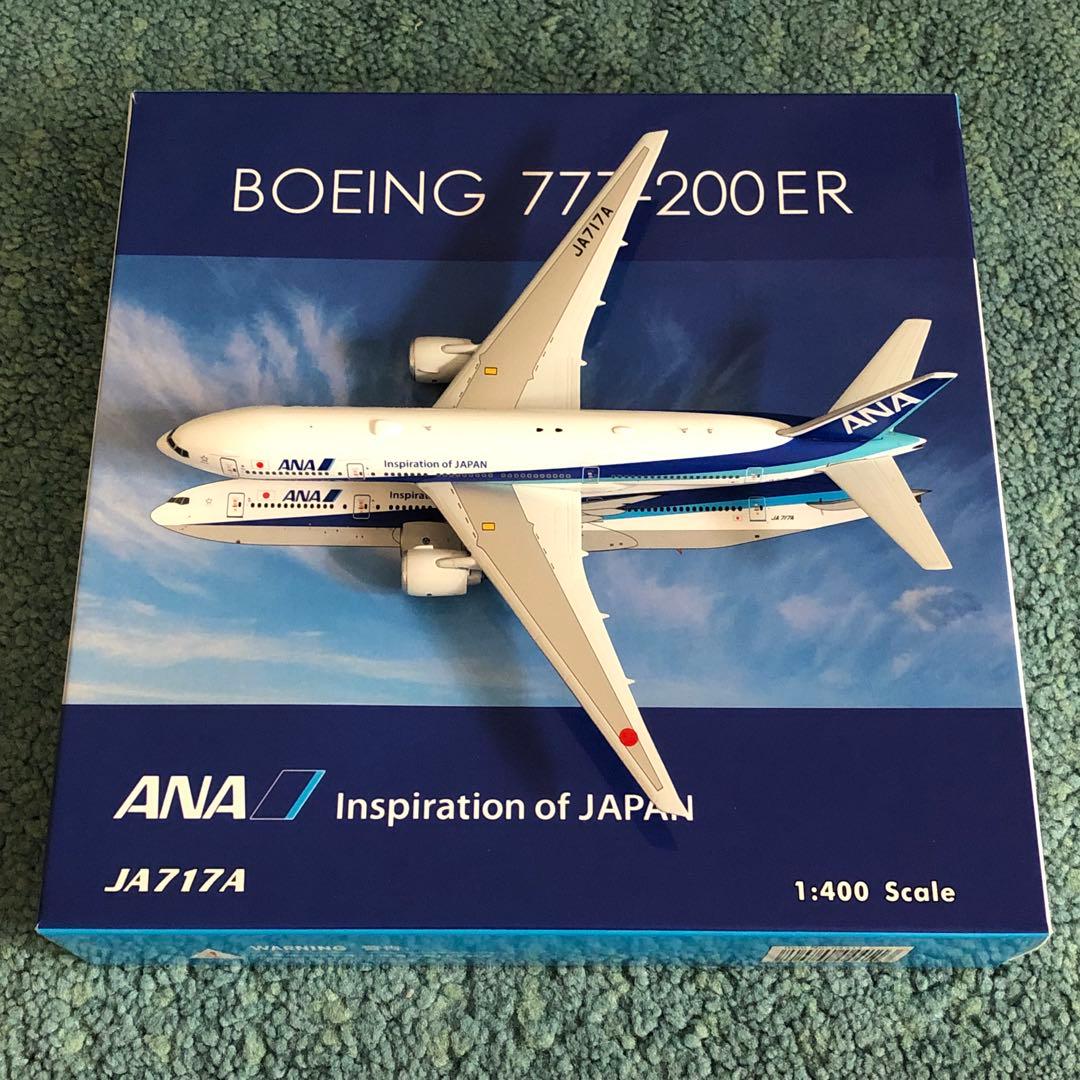 BOEING 777-200ER
JA717A
ANA
ANA
Inspiration of JAPAN
ANA
JA717A
ANA Inspiration of JAPAN
JA717A
1:400 Scale
WARNING